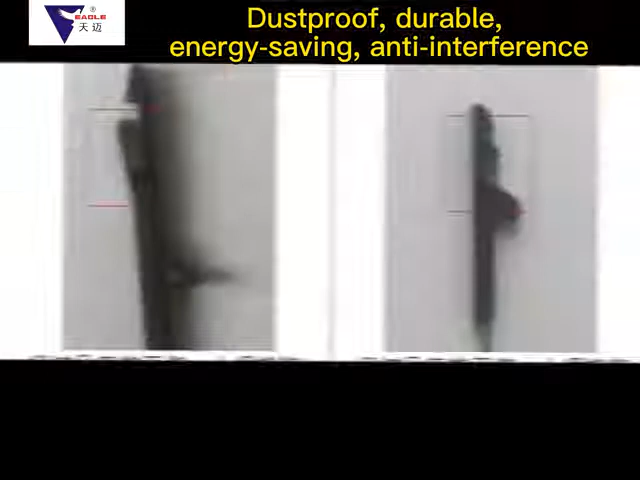 EAGLE
®
天迈
Dustproof, durable,
energy-saving, anti-interference